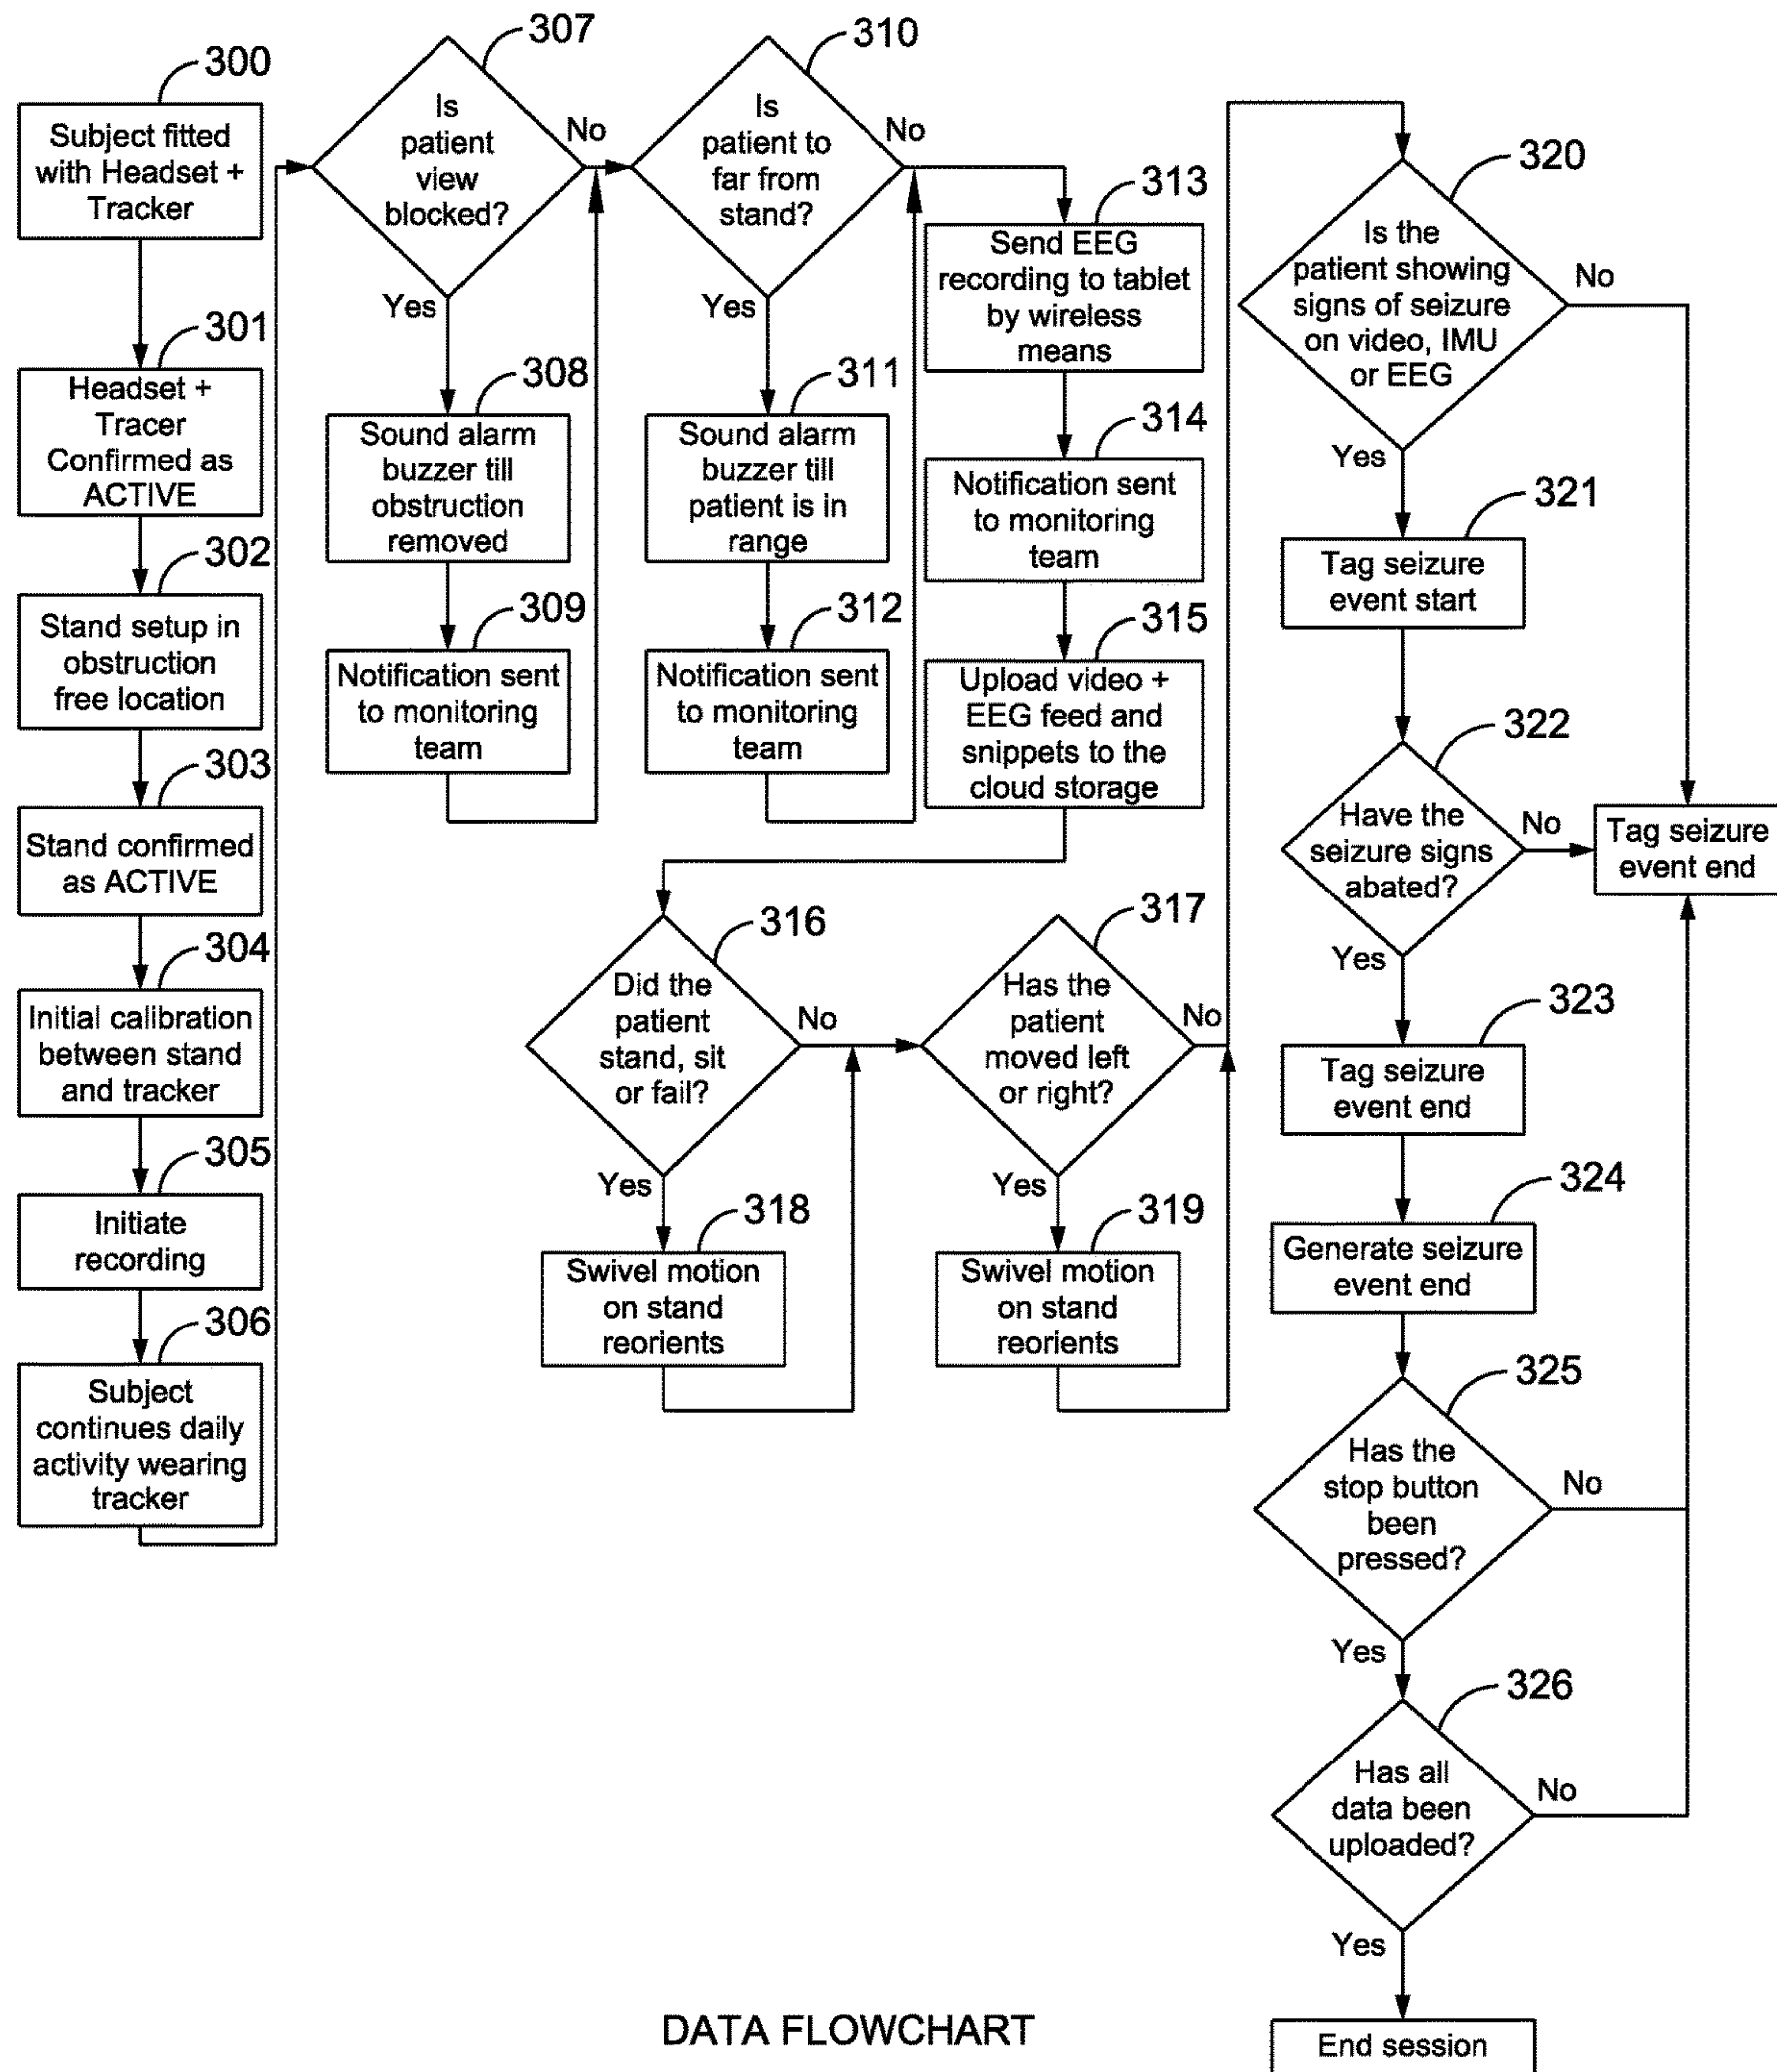 300
Subject fitted
with Headset +
Tracker
301
Headset +
Tracer
Confirmed as
ACTIVE
302
Stand setup in
obstruction
free location
303
Stand confirmed
as ACTIVE
304
Initial calibration
between stand
and tracker
305
Initiate
recording
306
Subject
continues daily
activity wearing
tracker
307
Is
patient
view
blocked?
No
Yes
308
Sound alarm
buzzer till
obstruction
removed
309
Notification sent
to monitoring
team
310
Is
patient to
far from
stand?
No
Yes
311
Sound alarm
buzzer till
patient is in
range
312
Notification sent
to monitoring
team
313
Send EEG
recording to tablet
by wireless
means
314
Notification sent
to monitoring
team
315
Upload video +
EEG feed and
snippets to the
cloud storage
316
Did the
patient
stand, sit
or fail?
No
Yes
318
Swivel motion
on stand
reorients
317
Has the
patient
moved left
or right?
No
Yes
319
Swivel motion
on stand
reorients
320
Is the
patient showing
signs of seizure
on video, IMU
or EEG
No
Yes
321
Tag seizure
event start
322
Have the
seizure signs
abated?
No
Tag seizure
event end
Yes
323
Tag seizure
event end
324
Generate seizure
event end
325
Has the
stop button
been
pressed?
No
Yes
326
Has all
data been
uploaded?
No
Yes
End session
DATA FLOWCHART